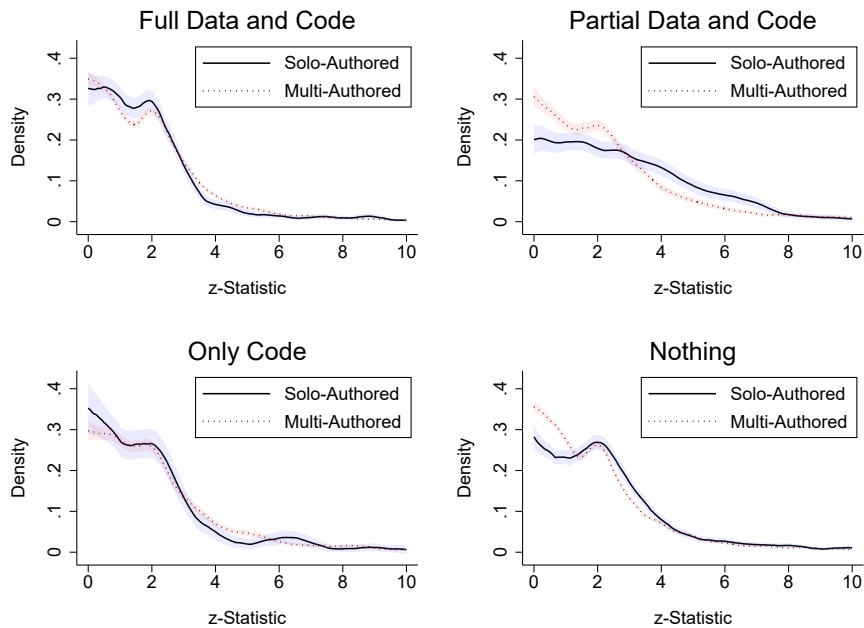 Full Data and Code
Solo-Authored
Multi-Authored
Density
0 .1 .2 .3 .4
0 2 4 6 8 10
z-Statistic
Partial Data and Code
Solo-Authored
Multi-Authored
Density
0 .1 .2 .3 .4
0 2 4 6 8 10
z-Statistic
Only Code
Solo-Authored
Multi-Authored
Density
0 .1 .2 .3 .4
0 2 4 6 8 10
z-Statistic
Nothing
Solo-Authored
Multi-Authored
Density
0 .1 .2 .3 .4
0 2 4 6 8 10
z-Statistic